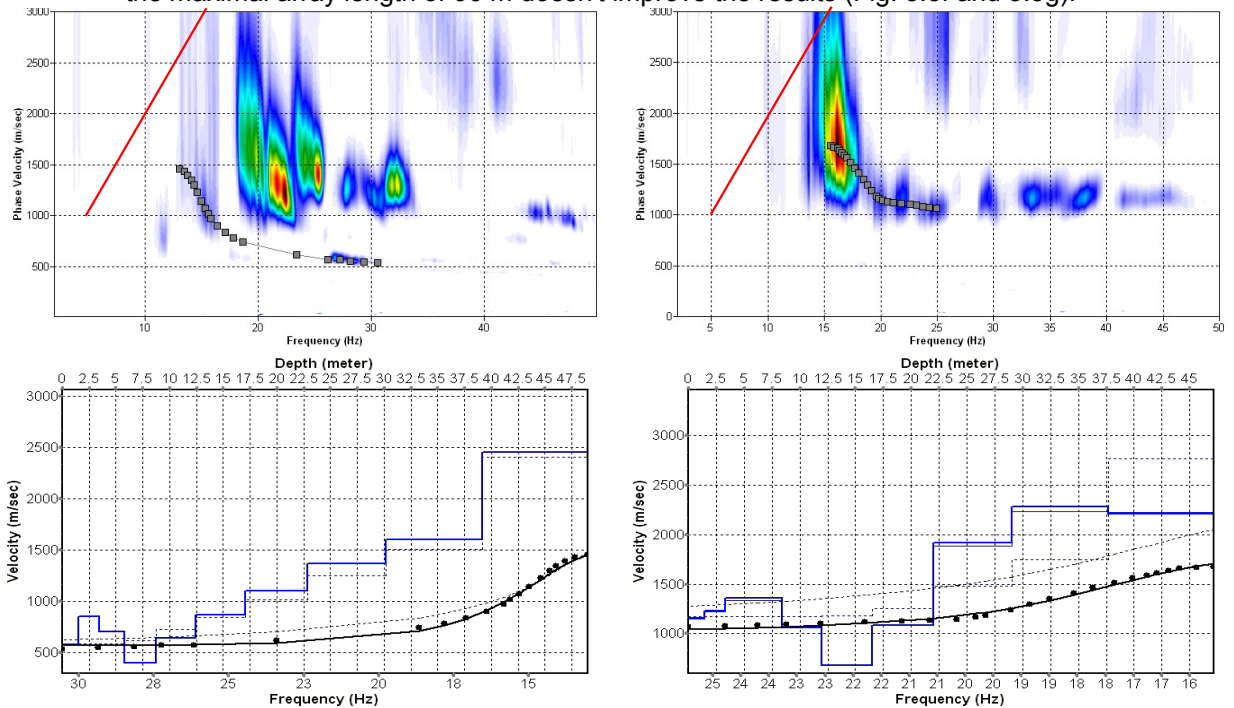 the maximal array length of m doesn't improve the results (Fig. and
3000
2500
2000
1500
1000
500
Phase Velocity (m/sec)
10 20 30 40
Frequency (Hz)
3000
2500
2000
1500
1000
500
0
Phase Velocity (m/sec)
5 10 15 20 25 30 35 40 45 50
Frequency (Hz)
Depth (meter)
0 2.5 5 7.5 10 12.5 15 17.5 20 22.5 25 27.5 30 32.5 35 37.5 40 42.5 45 47.5
3000
2500
2000
1500
1000
500
Velocity (m/sec)
30 28 25 23 20 18 15
Frequency (Hz)
Depth (meter)
0 2.5 5 7.5 10 12.5 15 17.5 20 22.5 25 27.5 30 32.5 35 37.5 40 42.5 45
3000
2500
2000
1500
1000
Velocity (m/sec)
25 24 24 23 23 22 22 21 21 20 20 19 19 18 18 17 17 16
Frequency (Hz)